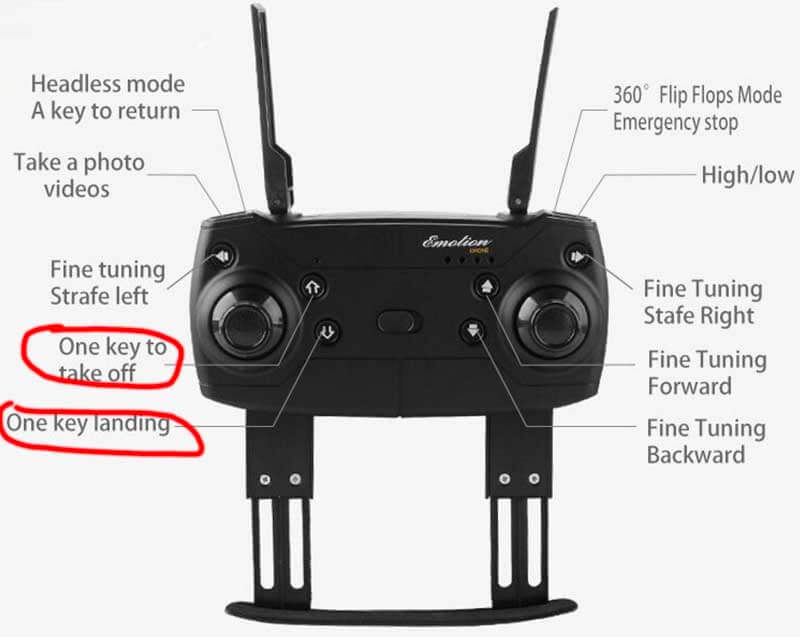 Headless mode
A key to return
Take a photo
videos
Fine tuning
Strafe left
One key to
take off
One key landing
360° Flip Flops Mode
Emergency stop
High/low
Emotion
DRONE
Fine Tuning
Stafe Right
Fine Tuning
Forward
Fine Tuning
Backward